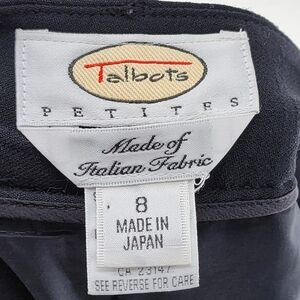 Talbots
PETITES
Made of
Italian Fabric
8
MADE IN
JAPAN
CA 23147
SEE REVERSE FOR CARE